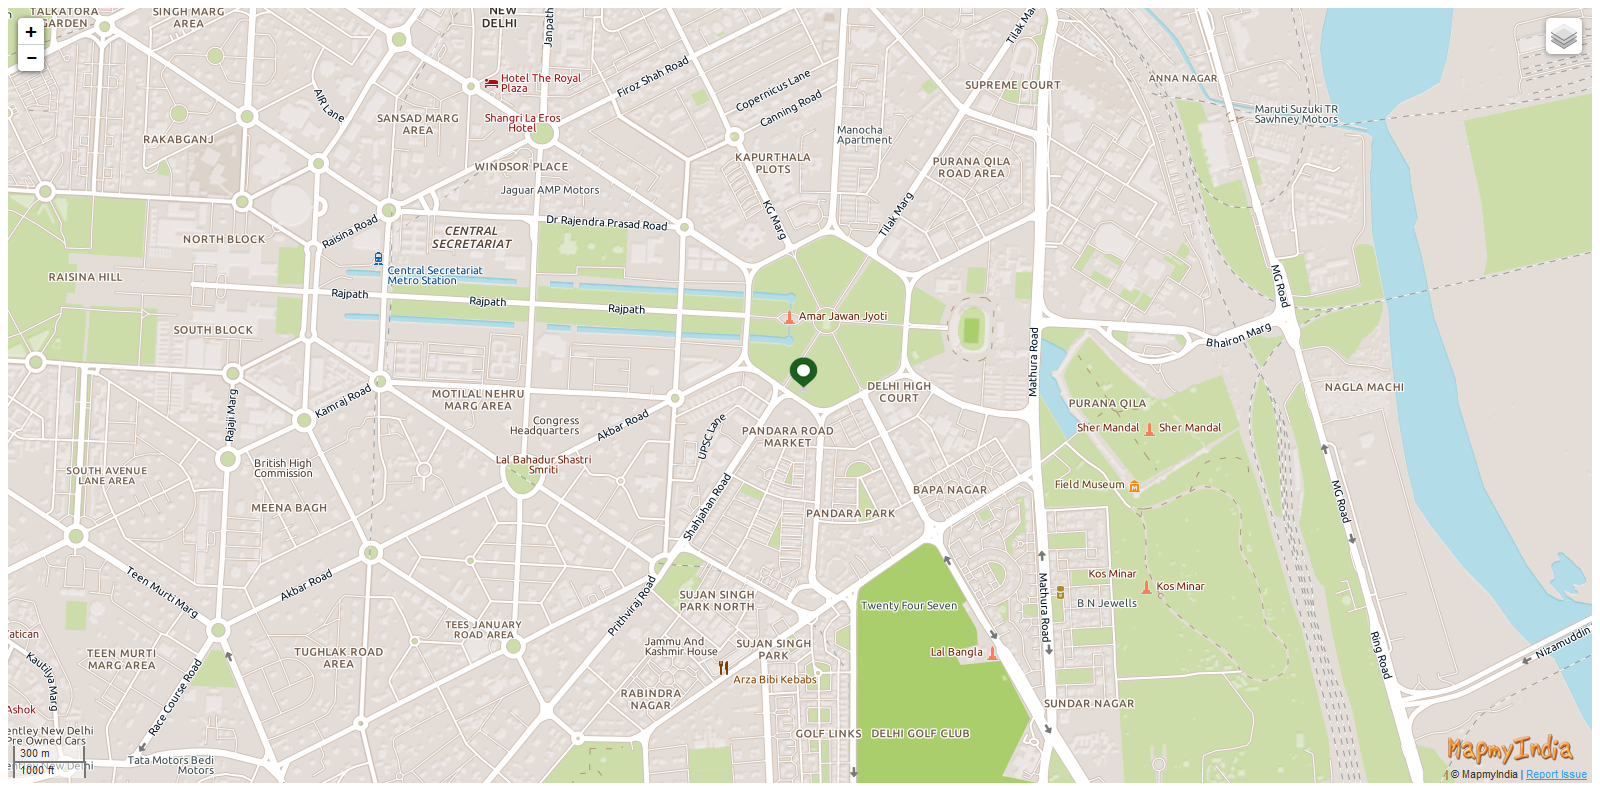 TALKATORA
GARDEN
SINGH MARG
AREA
NEW
DELHI
Janpath
Tilak Mar
+
−
Hotel The Royal
Plaza
Firoz Shah Road
Copernicus Lane
Canning Road
SUPREME COURT
ANNA NAGAR
AIR Lane
SANSAD MARG
AREA
Shangri La Eros
Hotel
Maruti Suzuki TR
Sawhney Motors
RAKABGANJ
Manocha
Apartment
WINDSOR PLACE
KAPURTHALA
PLOTS
PURANA QILA
ROAD AREA
Jaguar AMP Motors
KG Marg
Tilak Marg
Raisina Road
Dr Rajendra Prasad Road
NORTH BLOCK
CENTRAL
SECRETARIAT
RAISINA HILL
Central Secretariat
Metro Station
MG Road
Rajpath
Rajpath
Rajpath
Amar Jawan Jyoti
SOUTH BLOCK
Bhairon Marg
Mathura Road
Rajaji Marg
Kamraj Road
MOTILAL NEHRU
MARG AREA
DELHI HIGH
COURT
NAGLA MACHI
PURANA QILA
Congress
Headquarters
Akbar Road
UPSC Lane
PANDARA ROAD
MARKET
Sher Mandal
Sher Mandal
SOUTH AVENUE
LANE AREA
British High
Commission
Lal Bahadur Shastri
Smriti
Field Museum
BAPA NAGAR
MG Road
MEENA BAGH
Shahjahan Road
PANDARA PARK
Teen Murti Marg
Akbar Road
Prithviraj Road
Kos Minar
Kos Minar
Mathura Road
B N Jewells
SUJAN SINGH
PARK NORTH
Twenty Four Seven
TEES JANUARY
ROAD AREA
Vatican
Kautilya Marg
TEEN MURTI
MARG AREA
TUGHLAK ROAD
AREA
Jammu And
Kashmir House
SUJAN SINGH
PARK
Lal Bangla
Ring Road
Nizamuddin
Arza Bibi Kebabs
Race Course Road
RABINDRA
NAGAR
Ashok
SUNDAR NAGAR
entley New Delhi
Pre Owned Cars
GOLF LINKS
DELHI GOLF CLUB
300 m
1000 ft
entley New Delhi
Tata Motors Bedi
Motors
MapmyIndia
| © MapmyIndia | Report Issue